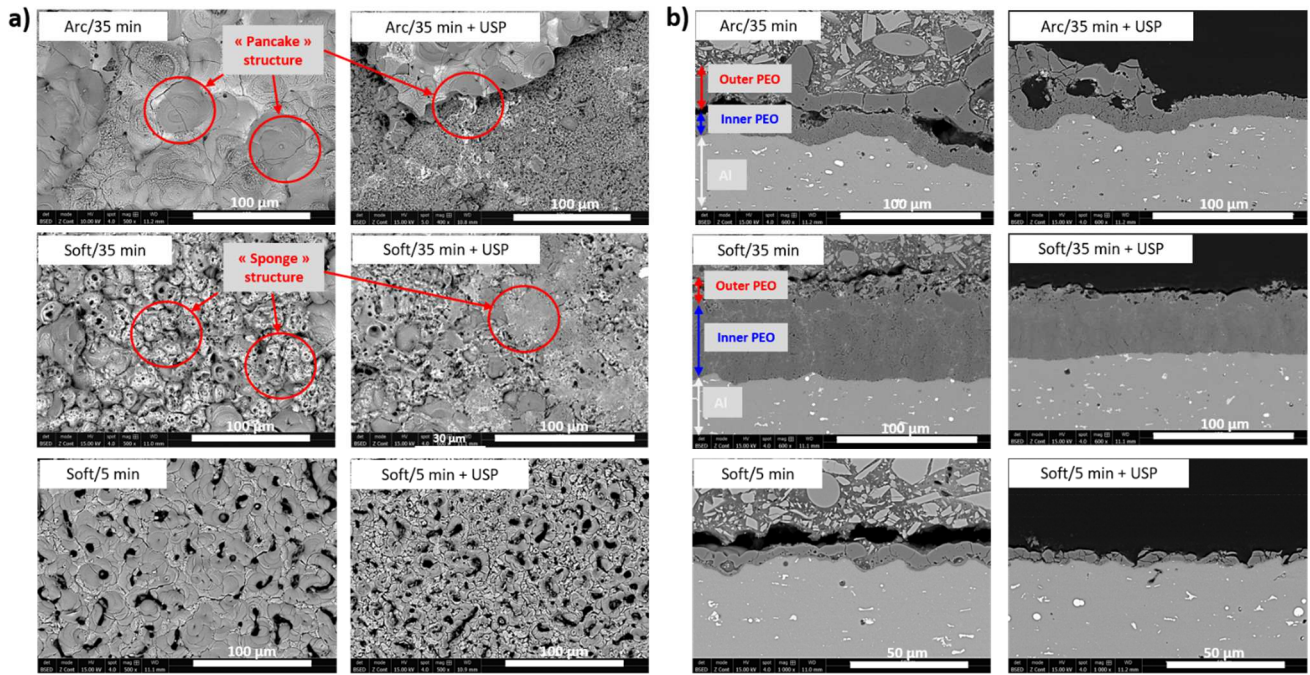 a)
Arc/35 min
« Pancake »
structure
100 µm
Arc/35 min + USP
100 µm
Soft/35 min
« Sponge »
structure
100 µm
Soft/35 min + USP
30 µm
100 µm
Soft/5 min
100 µm
Soft/5 min + USP
100 µm
b)
Arc/35 min
Outer PEO
Inner PEO
Al
100 µm
Arc/35 min + USP
100 µm
Soft/35 min
Outer PEO
Inner PEO
Al
100 µm
Soft/35 min + USP
100 µm
Soft/5 min
50 µm
Soft/5 min + USP
50 µm